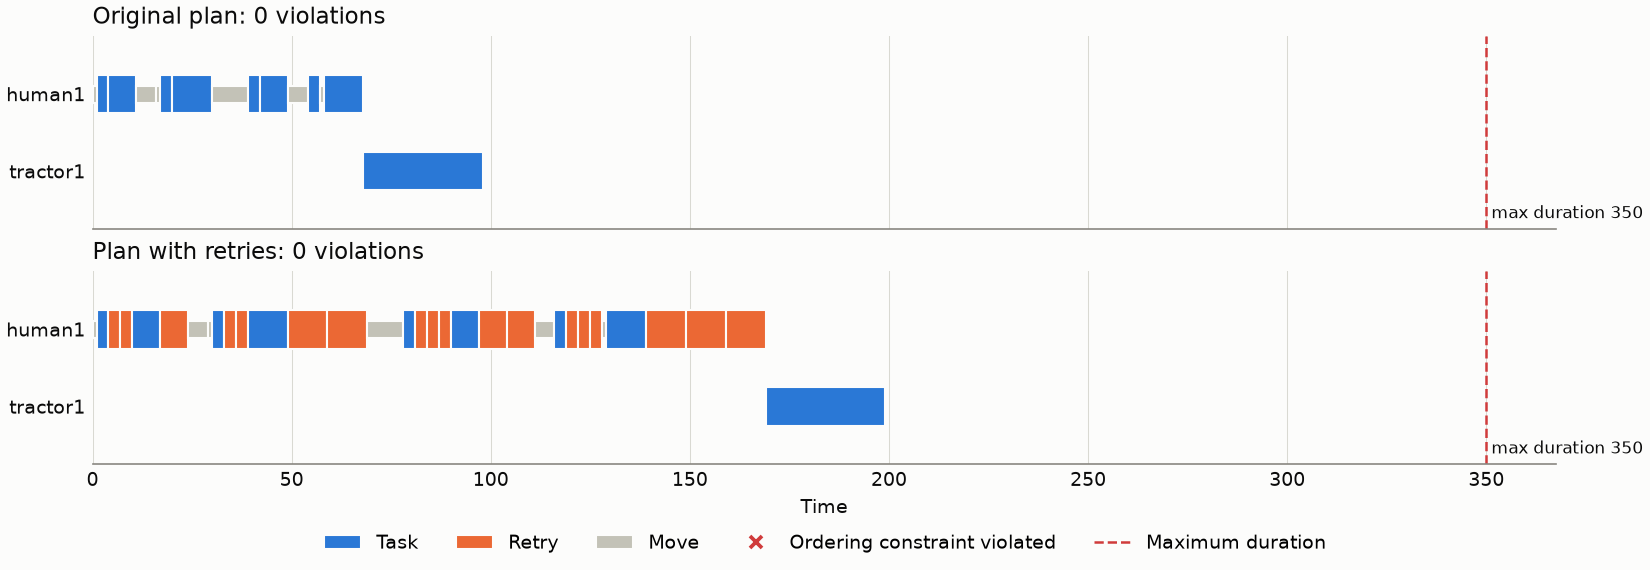 Original plan: 0 violations
human1
tractor1
max duration 350
Plan with retries: 0 violations
human1
tractor1
max duration 350
0 50 100 150 200 250 300 350
Time
Task Retry Move Ordering constraint violated Maximum duration